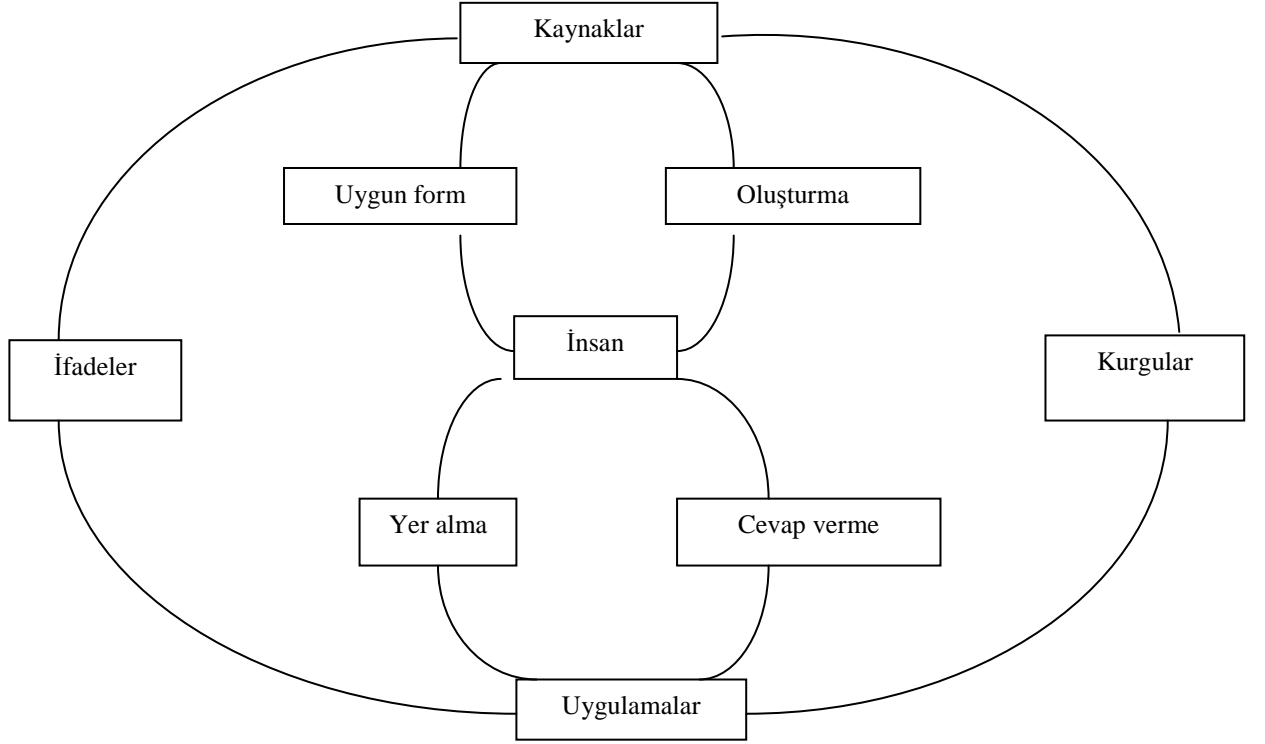 Kaynaklar
Uygun form
Oluşturma
İnsan
İfadeler
Kurgular
Yer alma
Cevap verme
Uygulamalar